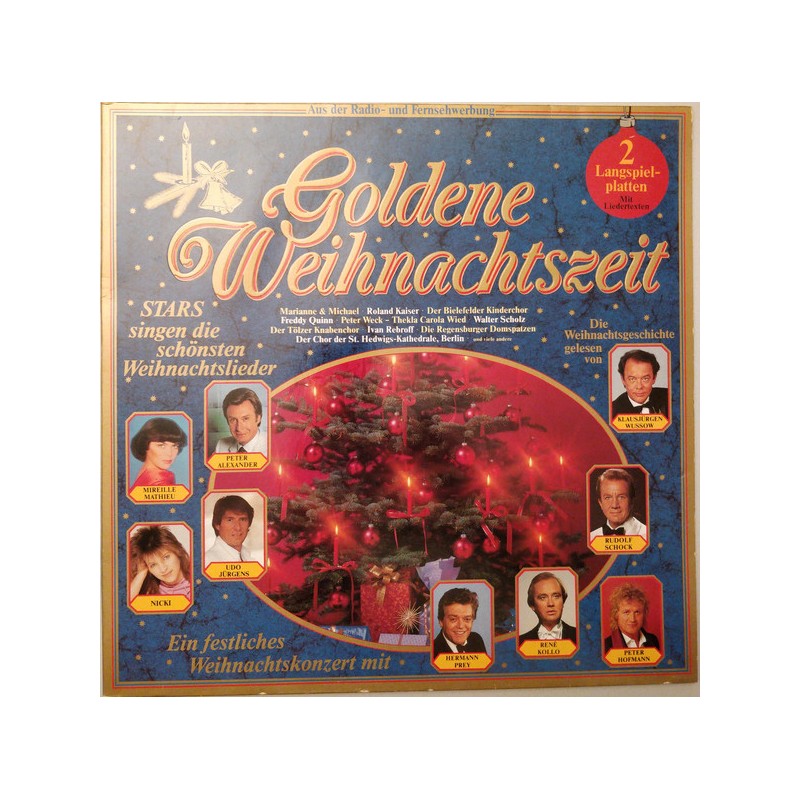 Aus der Radio- und Fernsehwerbung
2
Langspiel-
platten
Mit
Liedertexten
Goldene
Weihnachtszeit
Marianne & Michael · Roland Kaiser · Der Bielefelder Kinderchor
Freddy Quinn · Peter Weck – Thekla Carola Wied · Walter Scholz
Der Tölzer Knabenchor · Ivan Rebroff · Die Regensburger Domspatzen
Der Chor der St. Hedwigs-Kathedrale, Berlin und viele andere
STARS
singen die
schönsten
Weihnachtslieder
Die
Weihnachtsgeschichte
gelesen
von
KLAUSJÜRGEN
WUSSOW
PETER
ALEXANDER
MIREILLE
MATHIEU
UDO
JÜRGENS
NICKI
RUDOLF
SCHOCK
Ein festliches
Weihnachtskonzert mit
HERMANN
PREY
RENÉ
KOLLO
PETER
HOFMANN